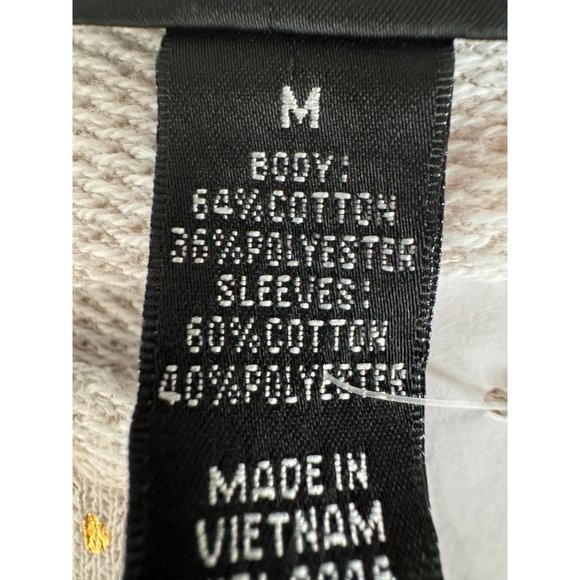 M
BODY:
64%COTTON
36%POLYESTER
SLEEVES:
60%COTTON
40%POLYESTER
MADE IN
VIETNAM